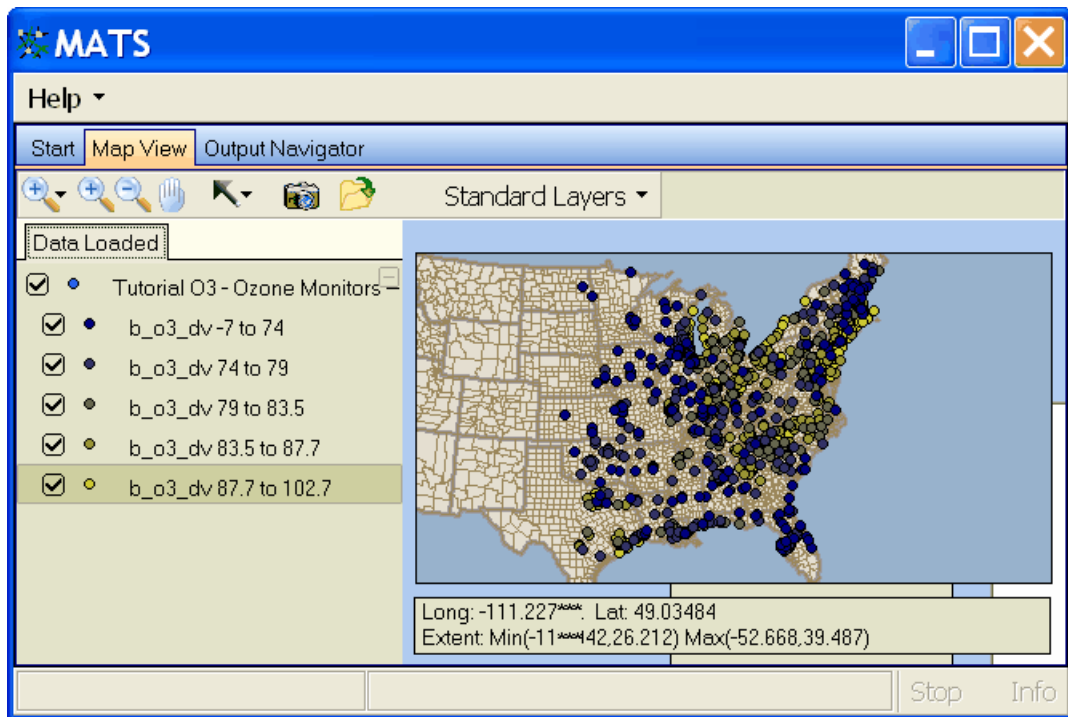 MATS
Help
Start Map View Output Navigator
Standard Layers
Data Loaded
Tutorial O3 - Ozone Monitors
b_o3_dv -7 to 74
b_o3_dv 74 to 79
b_o3_dv 79 to 83.5
b_o3_dv 83.5 to 87.7
b_o3_dv 87.7 to 102.7
Long: -111.227***. Lat: 49.03484
Extent: Min(-11***42,26.212) Max(-52.668,39.487)
Stop Info